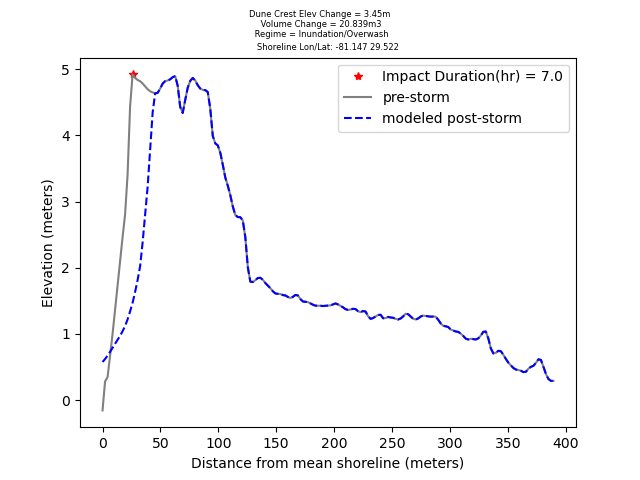 Dune Crest Elev Change = 3.45m
Volume Change = 20.839m3
Regime = Inundation/Overwash
Shoreline Lon/Lat: -81.147 29.522
Impact Duration(hr) = 7.0
pre-storm
modeled post-storm
Elevation (meters)
5
4
3
2
1
0
0 50 100 150 200 250 300 350 400
Distance from mean shoreline (meters)